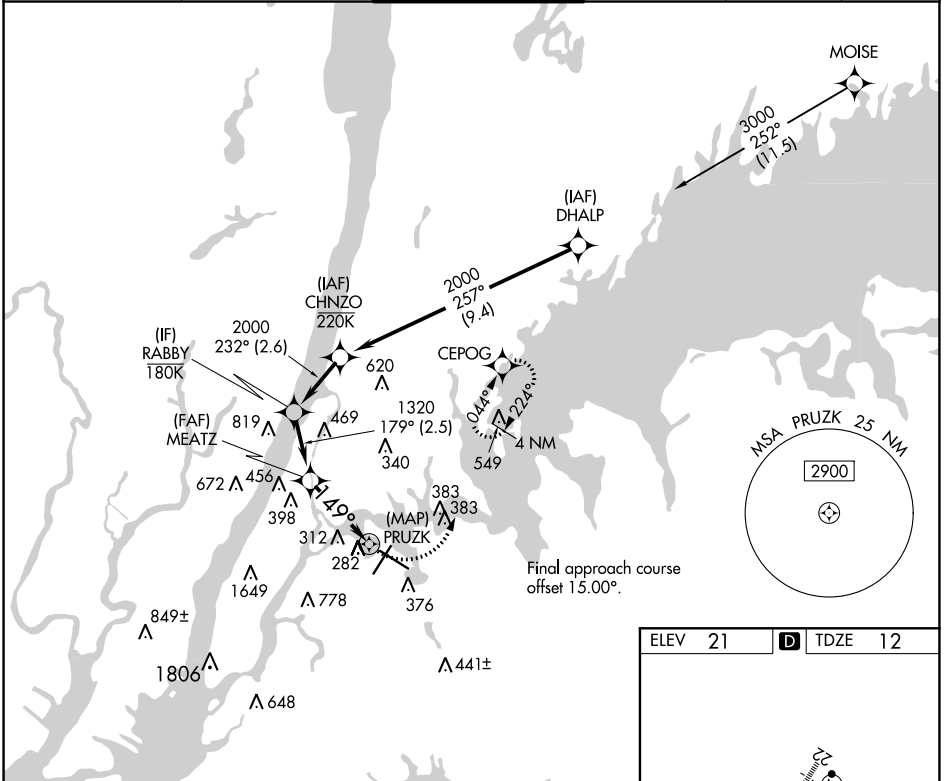 MOISE
3000
252°
(11.5)
(IAF)
DHALP
2000
257°
(9.4)
(IAF)
CHNZO
220K
2000
232° (2.6)
(IF)
RABBY
180K
620
CEPOG
044°
224°
4 NM
549
819
469
1320
179° (2.5)
(FAF)
MEATZ
340
672
456
398
149°
383
383
(MAP)
PRUZK
312
282
MSA PRUZK 25 NM
2900
Final approach course
offset 15.00°.
1649
778
376
849±
1806
441±
648
ELEV 21 D TDZE 12
22